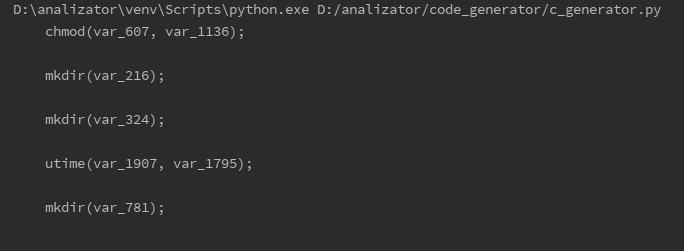 D:\analizator\venv\Scripts\python.exe D:/analizator/code_generator/c_generator.py
chmod(var_607, var_1136);
mkdir(var_216);
mkdir(var_324);
utime(var_1907, var_1795);
mkdir(var_781);